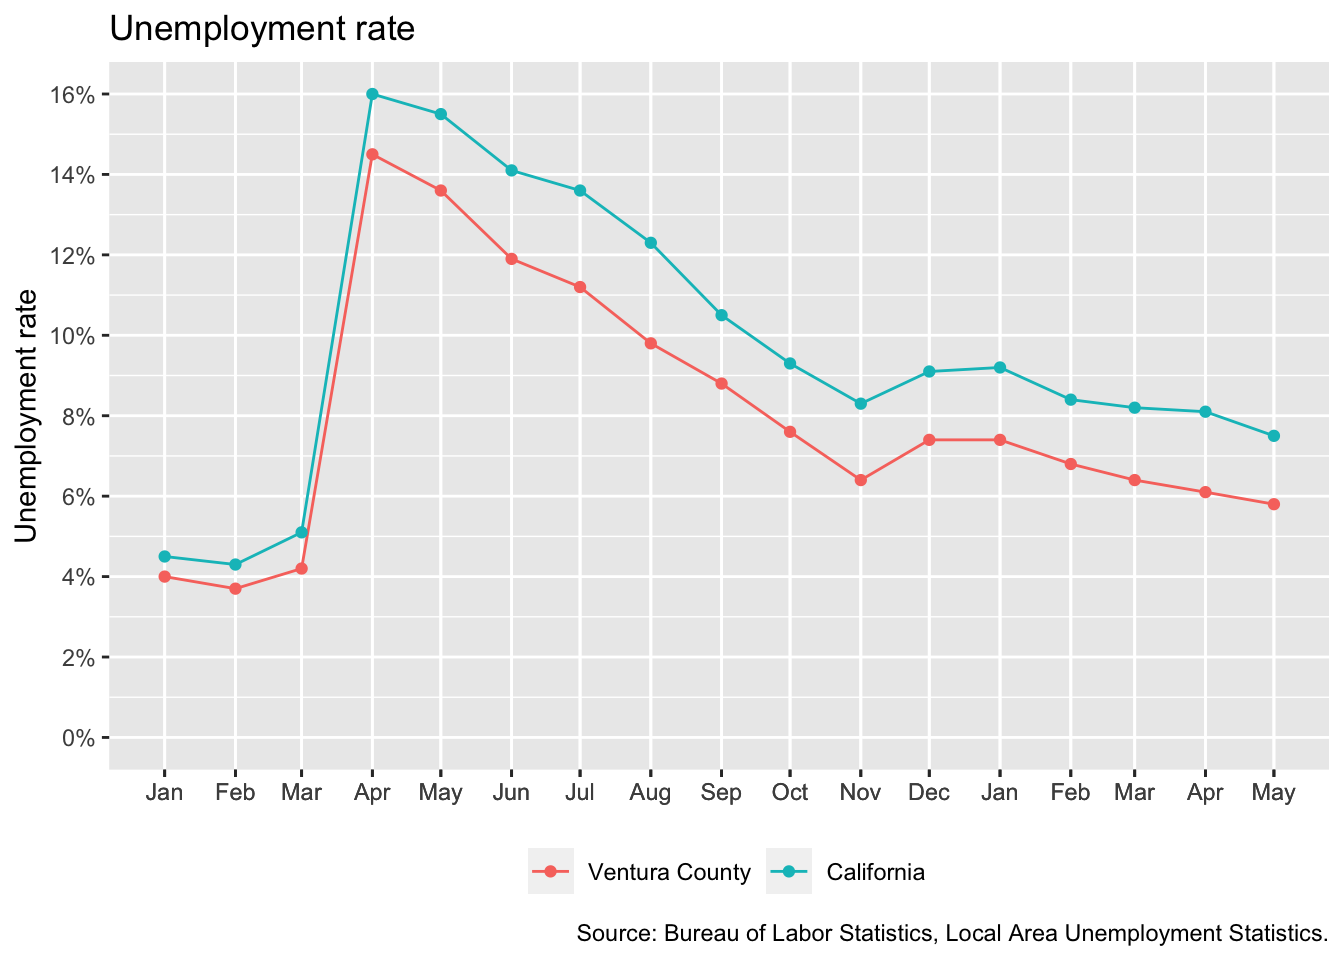 Unemployment rate
Unemployment rate
16%
14%
12%
10%
8%
6%
4%
2%
0%
Jan Feb Mar Apr May Jun Jul Aug Sep Oct Nov Dec Jan Feb Mar Apr May
Ventura County California
Source: Bureau of Labor Statistics, Local Area Unemployment Statistics.